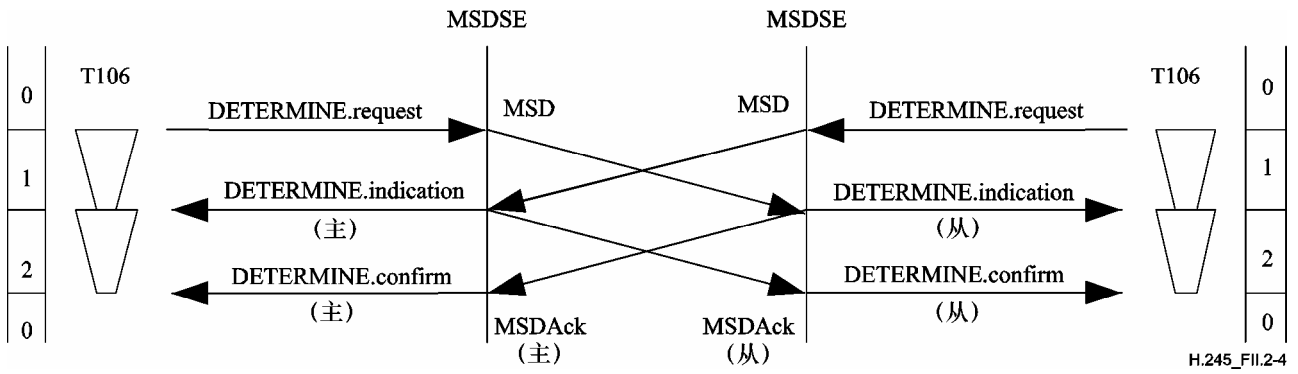 MSDSE MSDSE
T106 T106
0 0
DETERMINE.request MSD MSD DETERMINE.request
1 1
DETERMINE.indication DETERMINE.indication
(主) (从)
2 2
DETERMINE.confirm DETERMINE.confirm
(主) (从)
0 0
MSDAck MSDAck
(主) (从)
H.245_FII.2-4